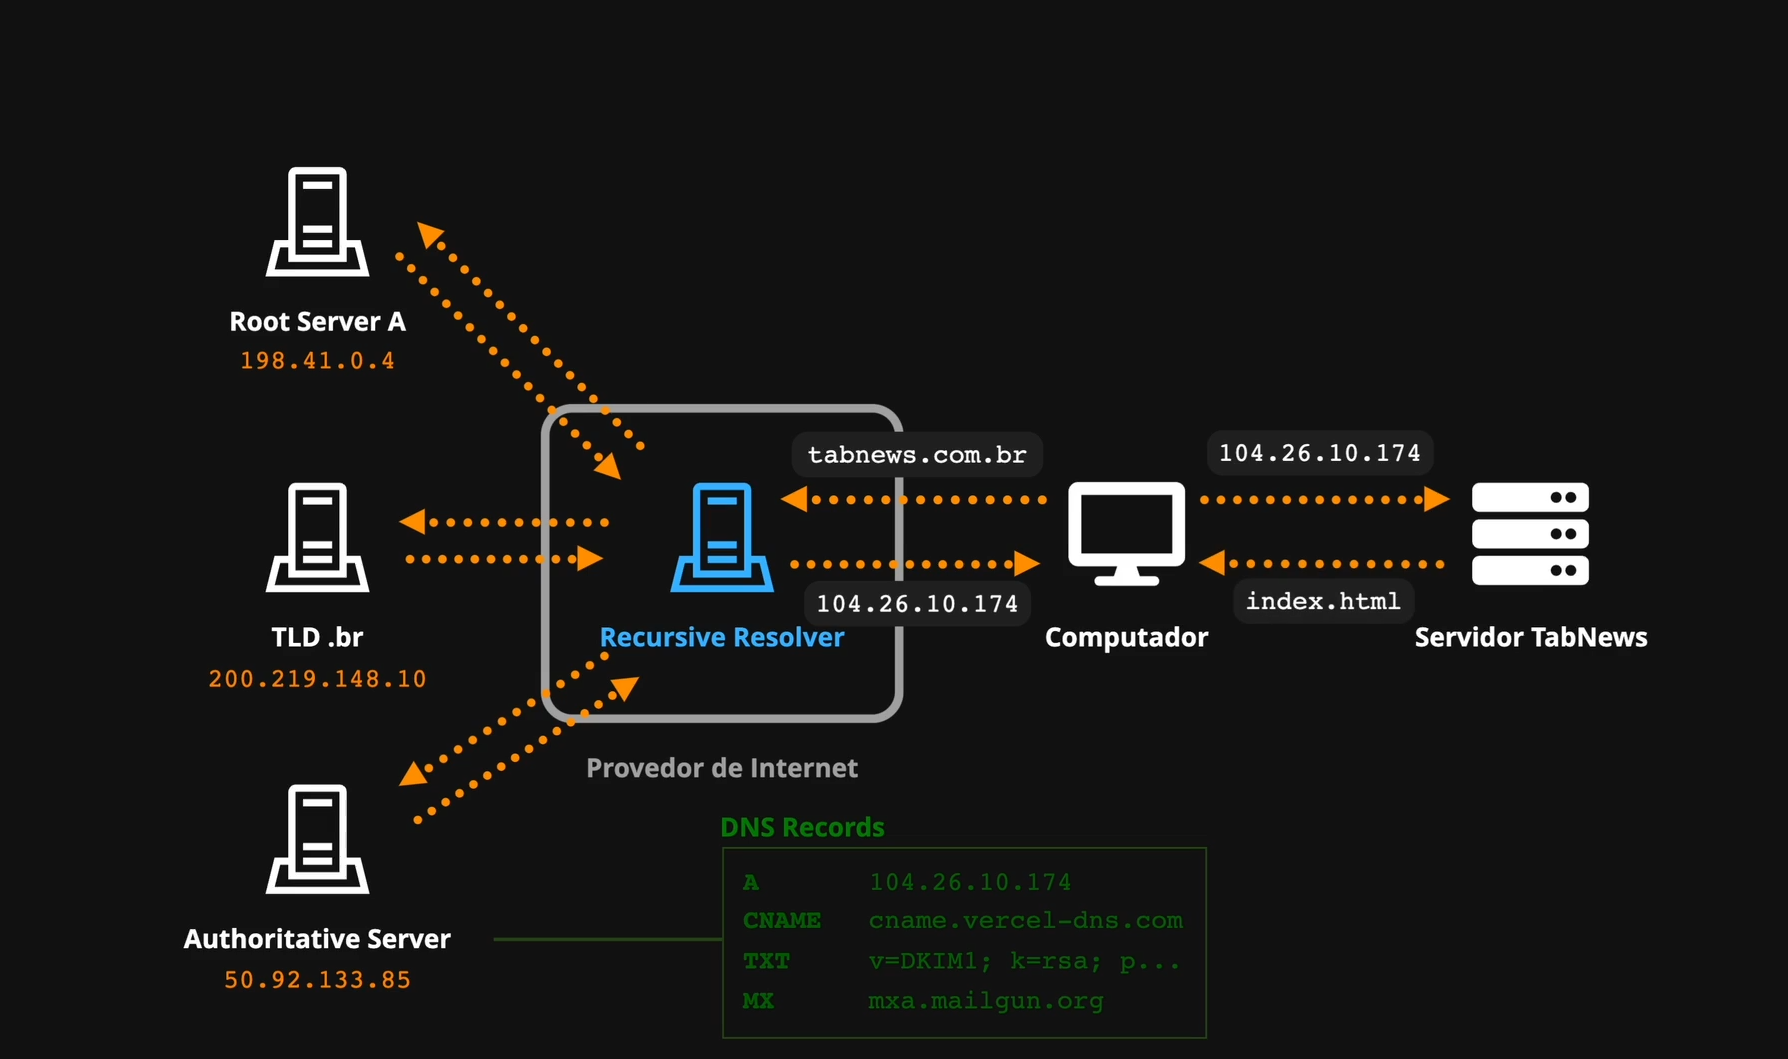 Root Server A
198.41.0.4
tabnews.com.br
104.26.10.174
104.26.10.174
index.html
TLD .br
200.219.148.10
Recursive Resolver
Computador
Servidor TabNews
Provedor de Internet
Authoritative Server
50.92.133.85
DNS Records
A 104.26.10.174
CNAME cname.vercel-dns.com
TXT v=DKIM1; k=rsa; p...
MX mxa.mailgun.org